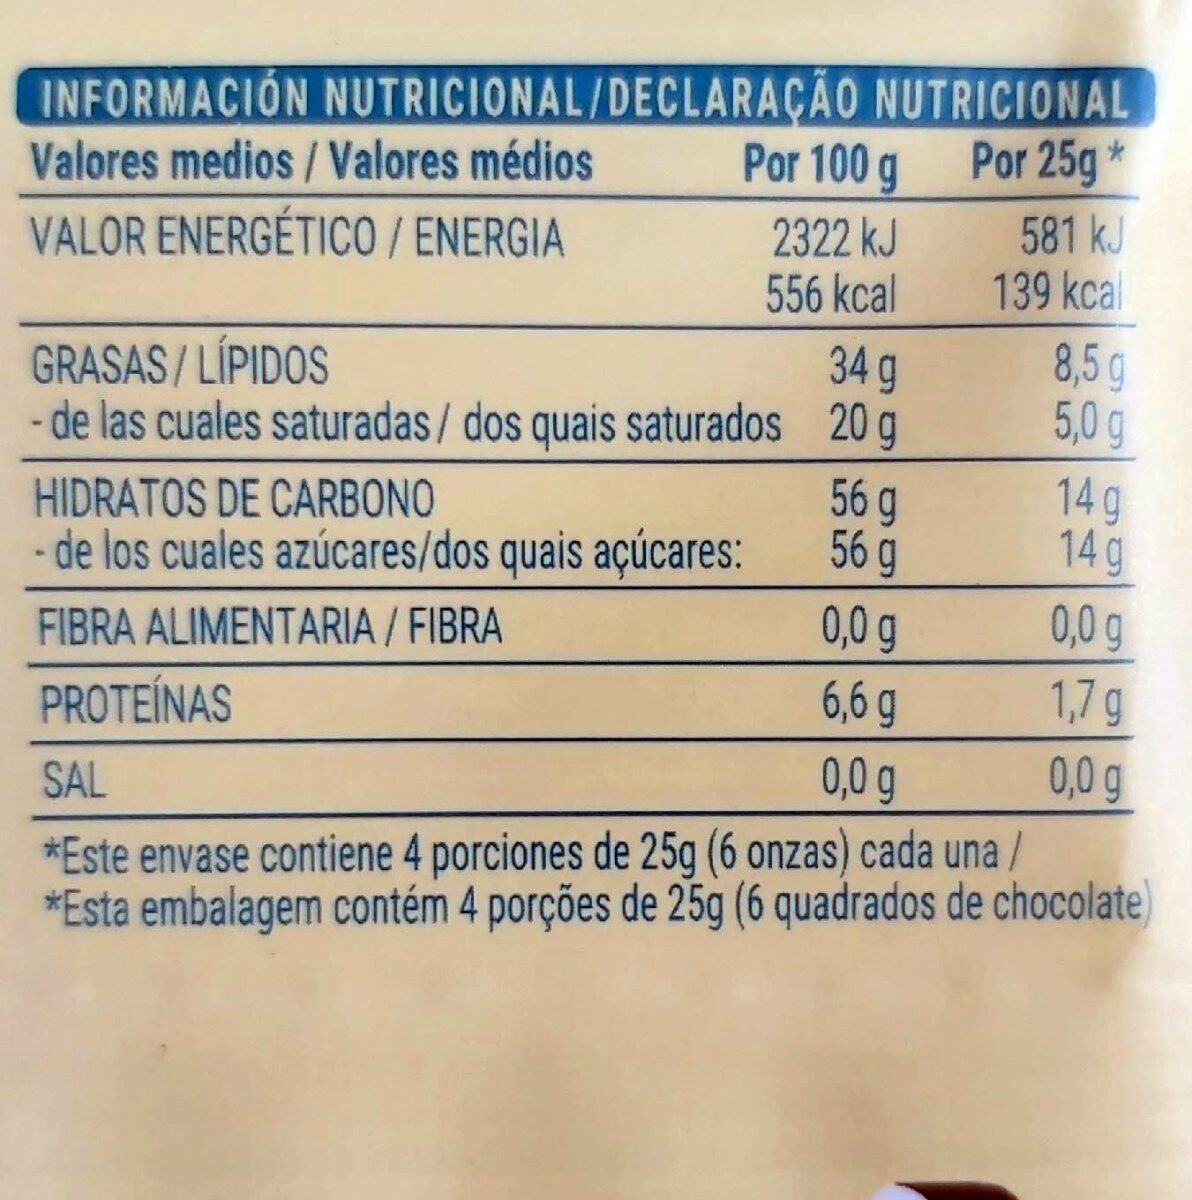 INFORMACIÓN NUTRICIONAL/DECLARAÇÃO NUTRICIONAL
Valores medios / Valores médios Por 100 g Por 25g *
VALOR ENERGÉTICO / ENERGIA 2322 kJ 581 kJ
556 kcal 139 kcal
GRASAS / LÍPIDOS 34 g 8,5 g
- de las cuales saturadas / dos quais saturados 20 g 5,0 g
HIDRATOS DE CARBONO 56 g 14 g
- de los cuales azúcares/dos quais açúcares: 56 g 14 g
FIBRA ALIMENTARIA / FIBRA 0,0 g 0,0 g
PROTEÍNAS 6,6 g 1,7 g
SAL 0,0 g 0,0 g
*Este envase contiene 4 porciones de 25g (6 onzas) cada una /
*Esta embalagem contém 4 porções de 25g (6 quadrados de chocolate)